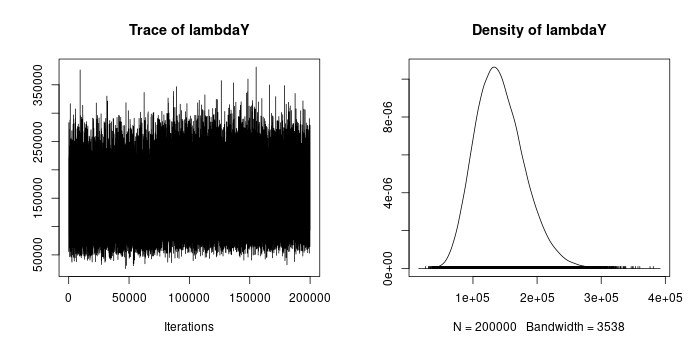 Trace of lambdaY
350000
250000
150000
50000
0 50000 100000 150000 200000
Iterations
Density of lambdaY
8e-06
4e-06
0e+00
1e+05 2e+05 3e+05 4e+05
N = 200000 Bandwidth = 3538